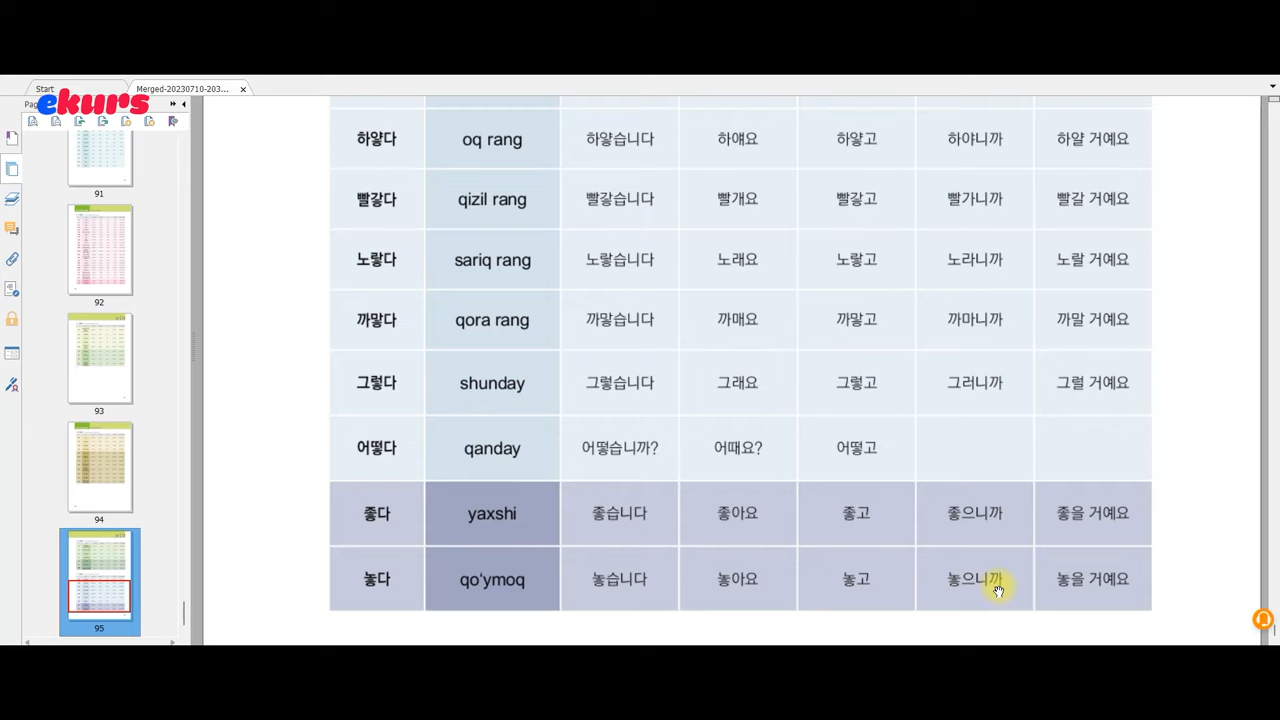 Start
Merged-20230710-203...
ekurs
Pag
91
92
93
94
95
하얗다 oq rang 하얗습니다 하얘요 하얗고 하야니까 하얄 거예요
빨갛다 qizil rang 빨갛습니다 빨개요 빨갛고 빨가니까 빨갈 거예요
노랗다 sariq rang 노랗습니다 노래요 노랗고 노라니까 노랄 거예요
까맣다 qora rang 까맣습니다 까매요 까맣고 까마니까 까말 거예요
그렇다 shunday 그렇습니다 그래요 그렇고 그러니까 그럴 거예요
어떻다 qanday 어떻습니까? 어때요? 어떻고
좋다 yaxshi 좋습니다 좋아요 좋고 좋으니까 좋을 거예요
놓다 qo'ymoq 놓습니다 놓아요 놓고 놓으니까 놓을 거예요